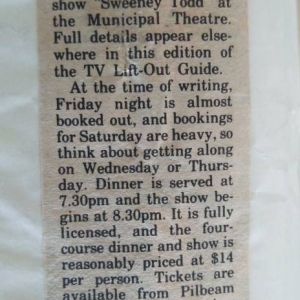 show "Sweeney Todd" at
the Municipal Theatre.
Full details appear else-
where in this edition of
the TV Lift-Out Guide.
At the time of writing,
Friday night is almost
booked out, and bookings
for Saturday are heavy, so
think about getting along
on Wednesday or Thurs-
day. Dinner is served at
7.30pm and the show be-
gins at 8.30pm. It is fully
licensed, and the four-
course dinner and show is
reasonably priced at $14
per person. Tickets are
available from Pilbeam